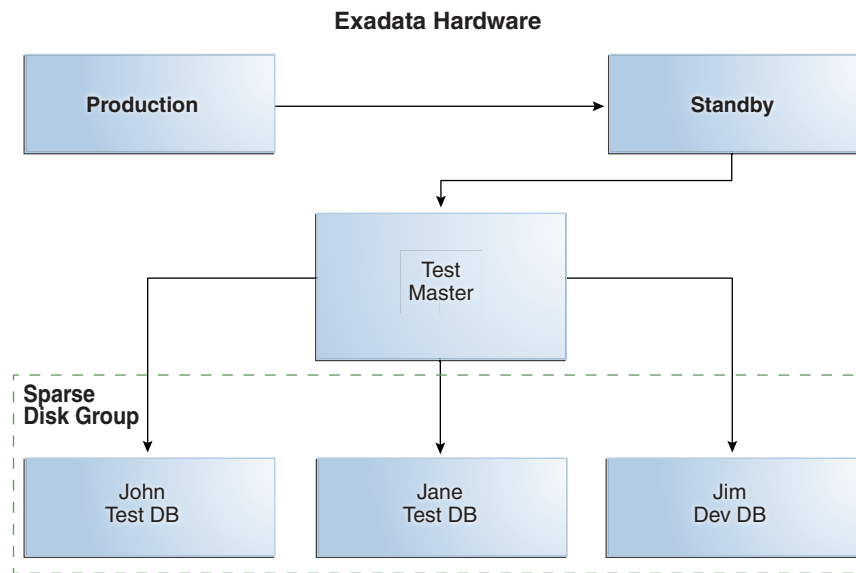 Exadata Hardware
Production
Standby
Test
Master
Sparse
Disk Group
John
Test DB
Jane
Test DB
Jim
Dev DB